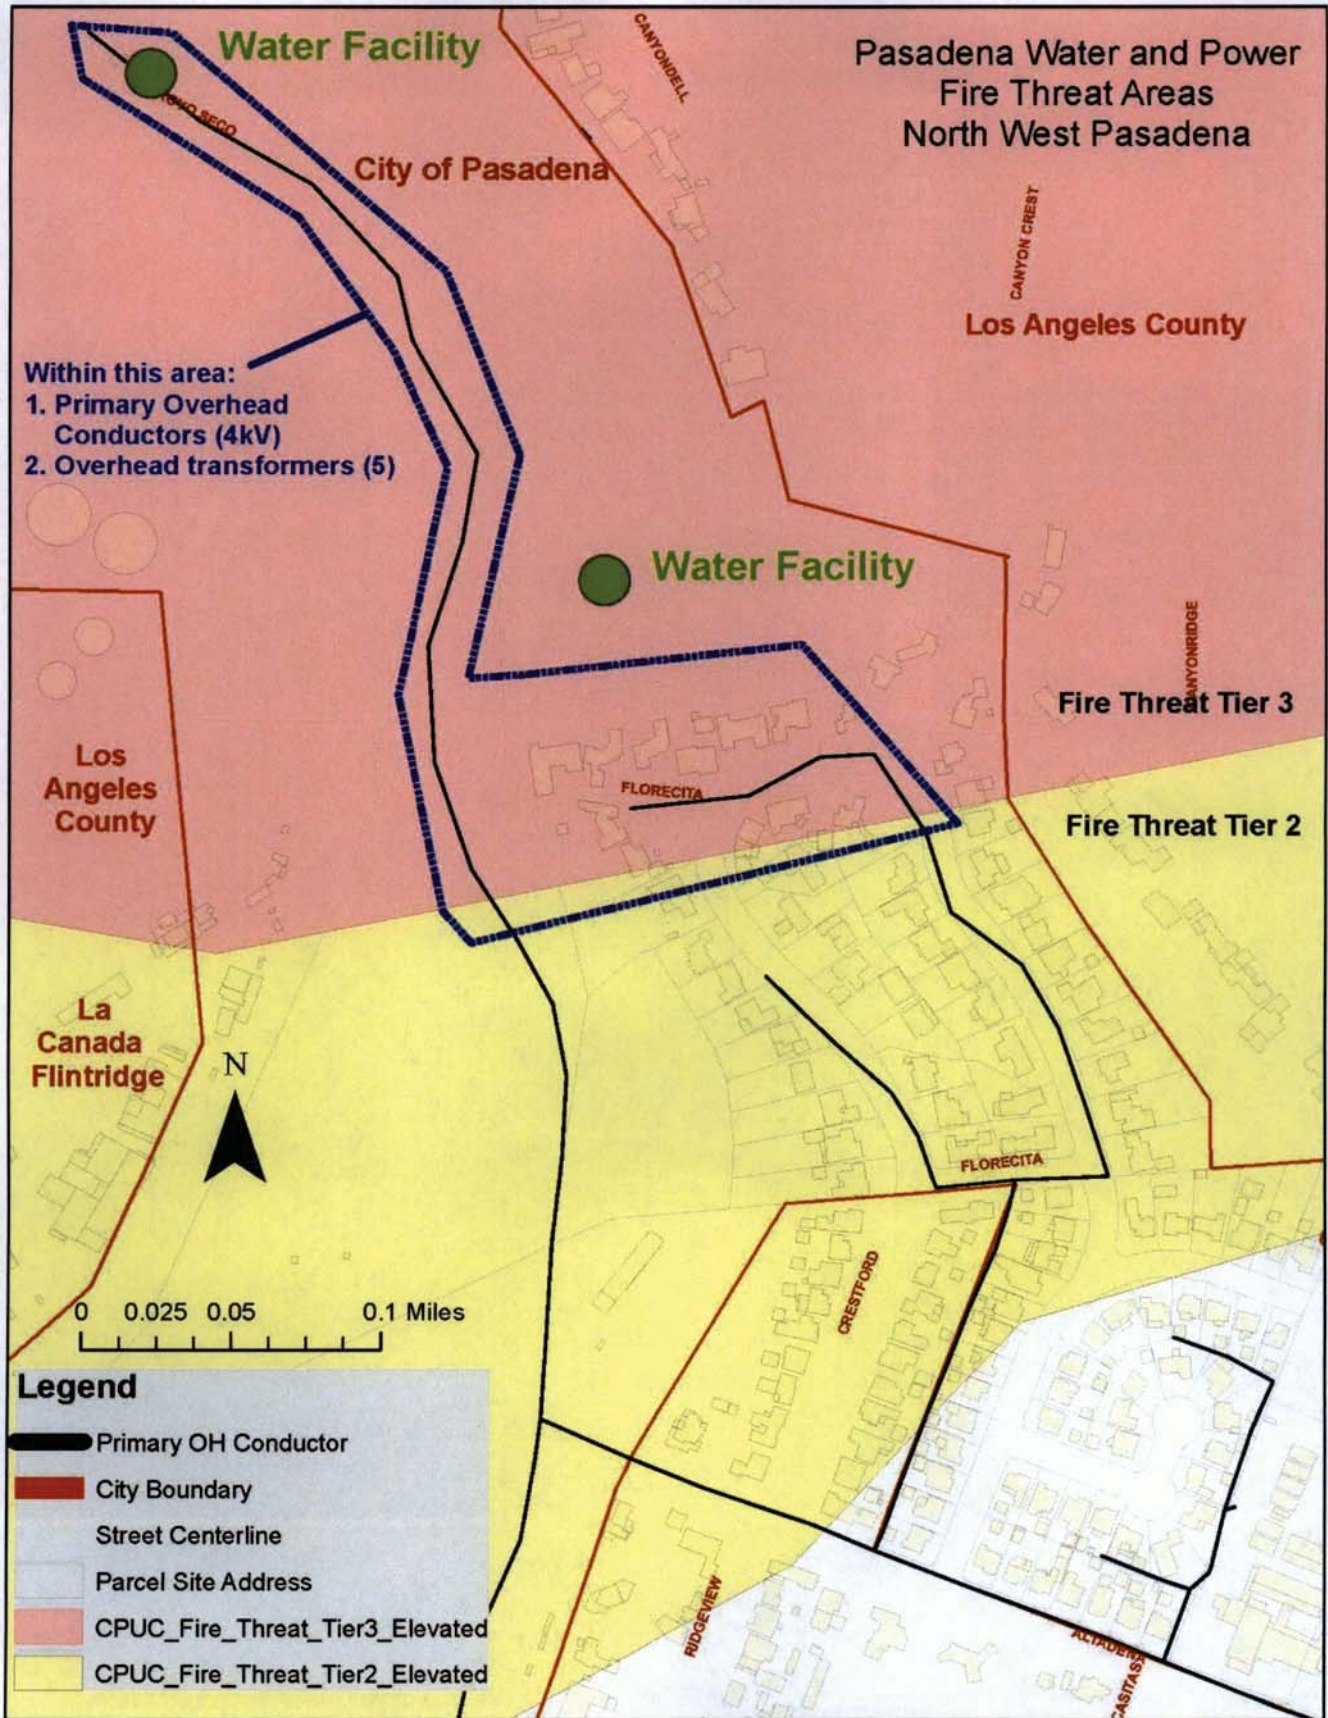 Water Facility
Pasadena Water and Power
Fire Threat Areas
North West Pasadena
CANYONDELL
City of Pasadena
CANYON CREST
Los Angeles County
Within this area:
1. Primary Overhead
Conductors (4kV)
2. Overhead transformers (5)
Water Facility
Fire Threat Tier 3
FLORECITA
Los
Angeles
County
Fire Threat Tier 2
La
Canada
Flintridge
N
FLORECITA
CRESTFORD
0 0.025 0.05 0.1 Miles
Legend
Primary OH Conductor
City Boundary
Street Centerline
Parcel Site Address
CPUC_Fire_Threat_Tier3_Elevated
CPUC_Fire_Threat_Tier2_Elevated
RIDGEVIEW
ALTADENA